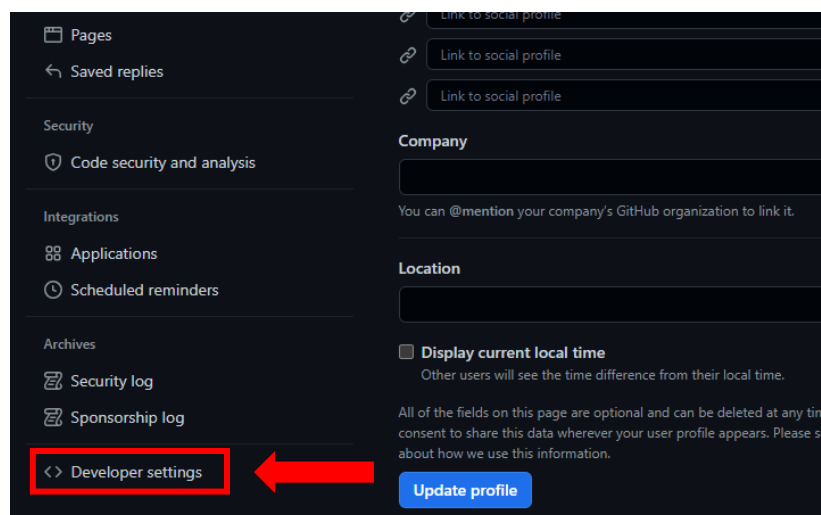 Pages
Saved replies
Security
Code security and analysis
Integrations
Applications
Scheduled reminders
Archives
Security log
Sponsorship log
Developer settings
Link to social profile
Link to social profile
Link to social profile
Company
You can @mention your company's GitHub organization to link it.
Location
Display current local time
Other users will see the time difference from their local time.
All of the fields on this page are optional and can be deleted at any
consent to share this data wherever your user profile appears. Please
about how we use this information.
Update profile